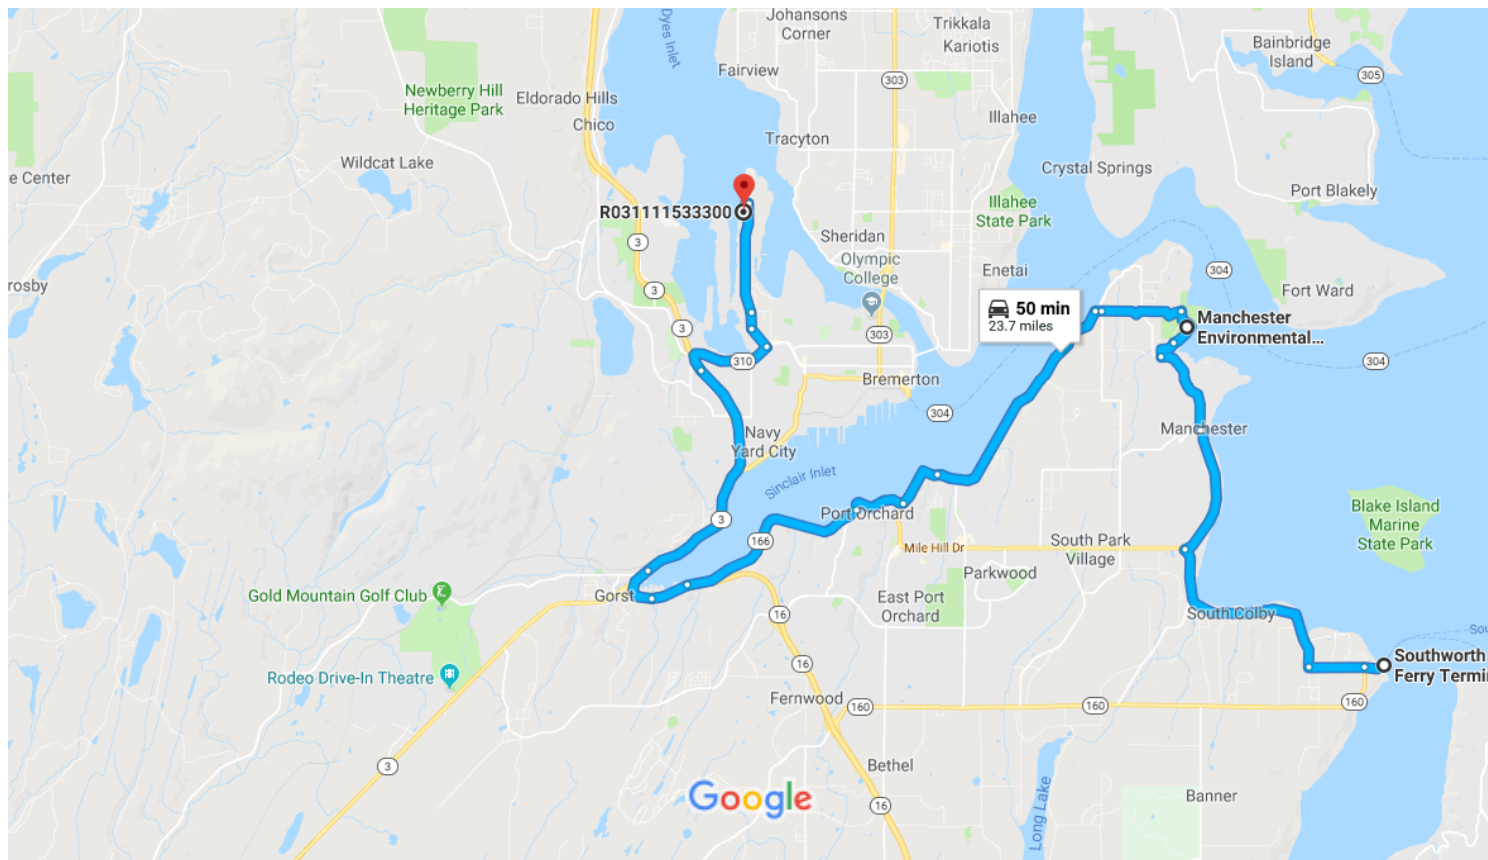 Johansons
Corner
Trikkala
Kariotis
Dyes Inlet
Bainbridge
Island
305
Fairview
303
Newberry Hill
Heritage Park
Eldorado Hills
Chico
Illahee
Tracyton
Wildcat Lake
Crystal Springs
e Center
Port Blakely
R031111533300
Illahee
State Park
3
Sheridan
Olympic
College
Enetai
304
rosby
3
Fort Ward
50 min
23.7 miles
Manchester
Environmental...
3
303
310
304
Bremerton
304
Navy
Yard City
Manchester
Sinclair Inlet
Port Orchard
3
Blake Island
Marine
State Park
166
Mile Hill Dr
South Park
Village
Parkwood
Gold Mountain Golf Club
Gorst
East Port
Orchard
16
South Colby
Sou
Southworth
Ferry Termi
16
Rodeo Drive-In Theatre
Fernwood
160
160
160
3
Bethel
Google
16
Long Lake
Banner